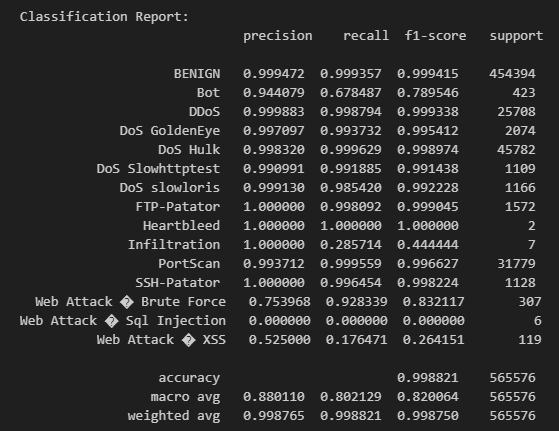 Classification Report:
precision recall f1-score support
BENIGN 0.999472 0.999357 0.999415 454394
Bot 0.944079 0.678487 0.789546 423
DDoS 0.999883 0.998794 0.999338 25708
DoS GoldenEye 0.997097 0.993732 0.995412 2074
DoS Hulk 0.998320 0.999629 0.998974 45782
DoS Slowhttptest 0.990991 0.991885 0.991438 1109
DoS slowloris 0.999130 0.985420 0.992228 1166
FTP-Patator 1.000000 0.998092 0.999045 1572
Heartbleed 1.000000 1.000000 1.000000 2
Infiltration 1.000000 0.285714 0.444444 7
PortScan 0.993712 0.999559 0.996627 31779
SSH-Patator 1.000000 0.996454 0.998224 1128
Web Attack � Brute Force 0.753968 0.928339 0.832117 307
Web Attack � Sql Injection 0.000000 0.000000 0.000000 6
Web Attack � XSS 0.525000 0.176471 0.264151 119
accuracy 0.998821 565576
macro avg 0.880110 0.802129 0.820064 565576
weighted avg 0.998765 0.998821 0.998750 565576